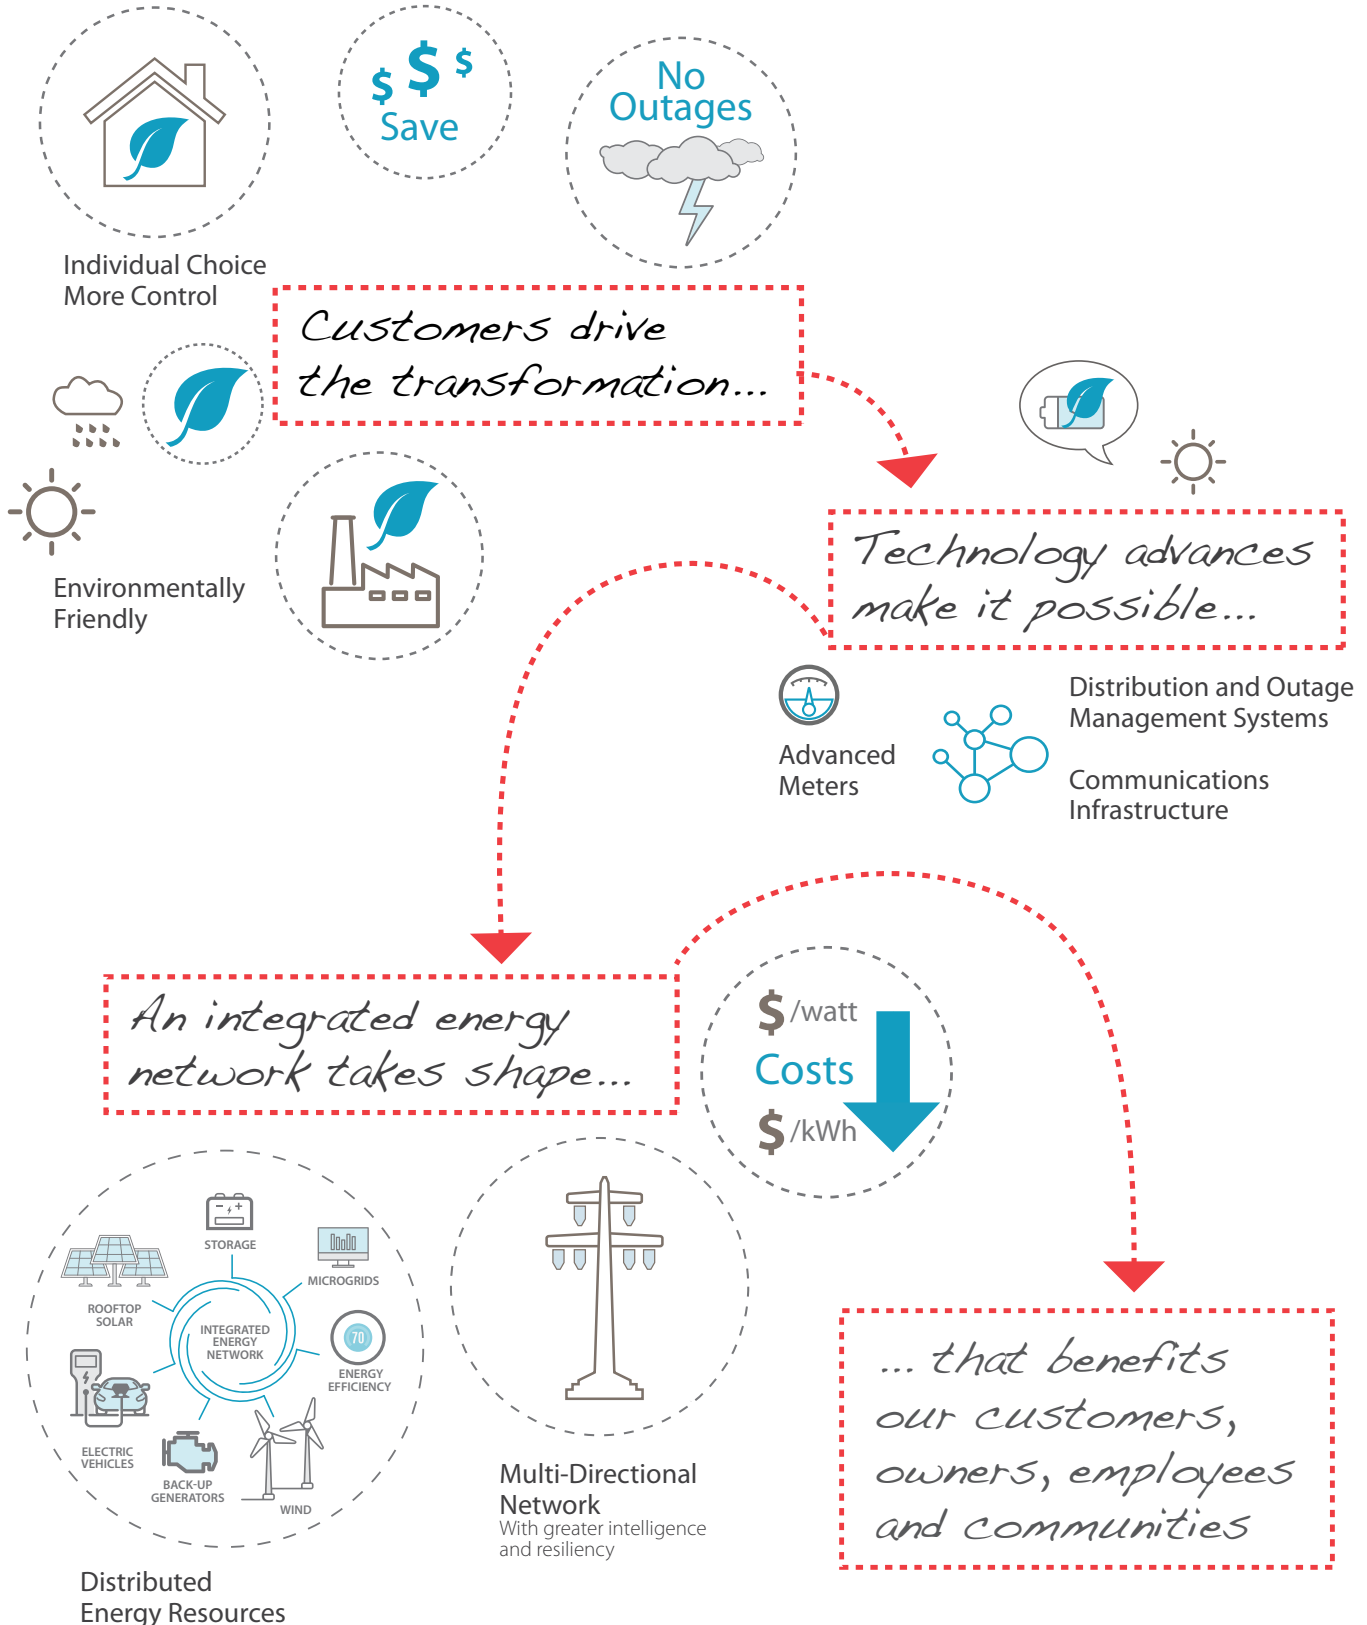 $ $ $
Save
No
Outages
Individual Choice
More Control
Customers drive
the transformation...
Environmentally
Friendly
Technology advances
make it possible...
Advanced
Meters
Distribution and Outage
Management Systems
Communications
Infrastructure
An integrated energy
network takes shape...
$/watt
Costs
$/kWh
STORAGE
MICROGRIDS
ROOFTOP
SOLAR
INTEGRATED
ENERGY
NETWORK
70
ENERGY
EFFICIENCY
ELECTRIC
VEHICLES
BACK-UP
GENERATORS
WIND
Distributed
Energy Resources
Multi-Directional
Network
With greater intelligence
and resiliency
... that benefits
our customers,
owners, employees
and communities